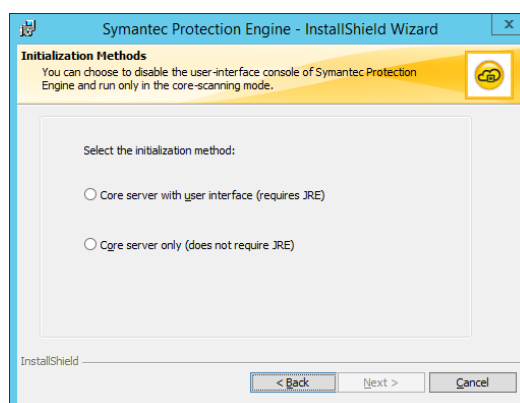 Symantec Protection Engine - InstallShield Wizard
x
Initialization Methods
You can choose to disable the user-interface console of Symantec Protection
Engine and run only in the core-scanning mode.
Select the initialization method:
Core server with user interface (requires JRE)
Core server only (does not require JRE)
InstallShield
< Back
Next >
Cancel